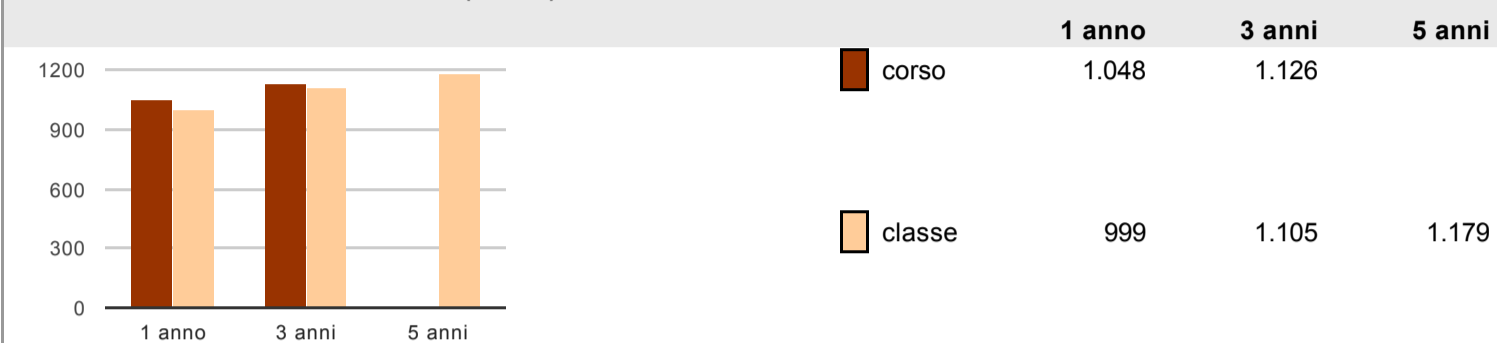 1 anno 3 anni 5 anni
1200
900
600
300
0
1 anno 3 anni 5 anni
corso 1.048 1.126
classe 999 1.105 1.179